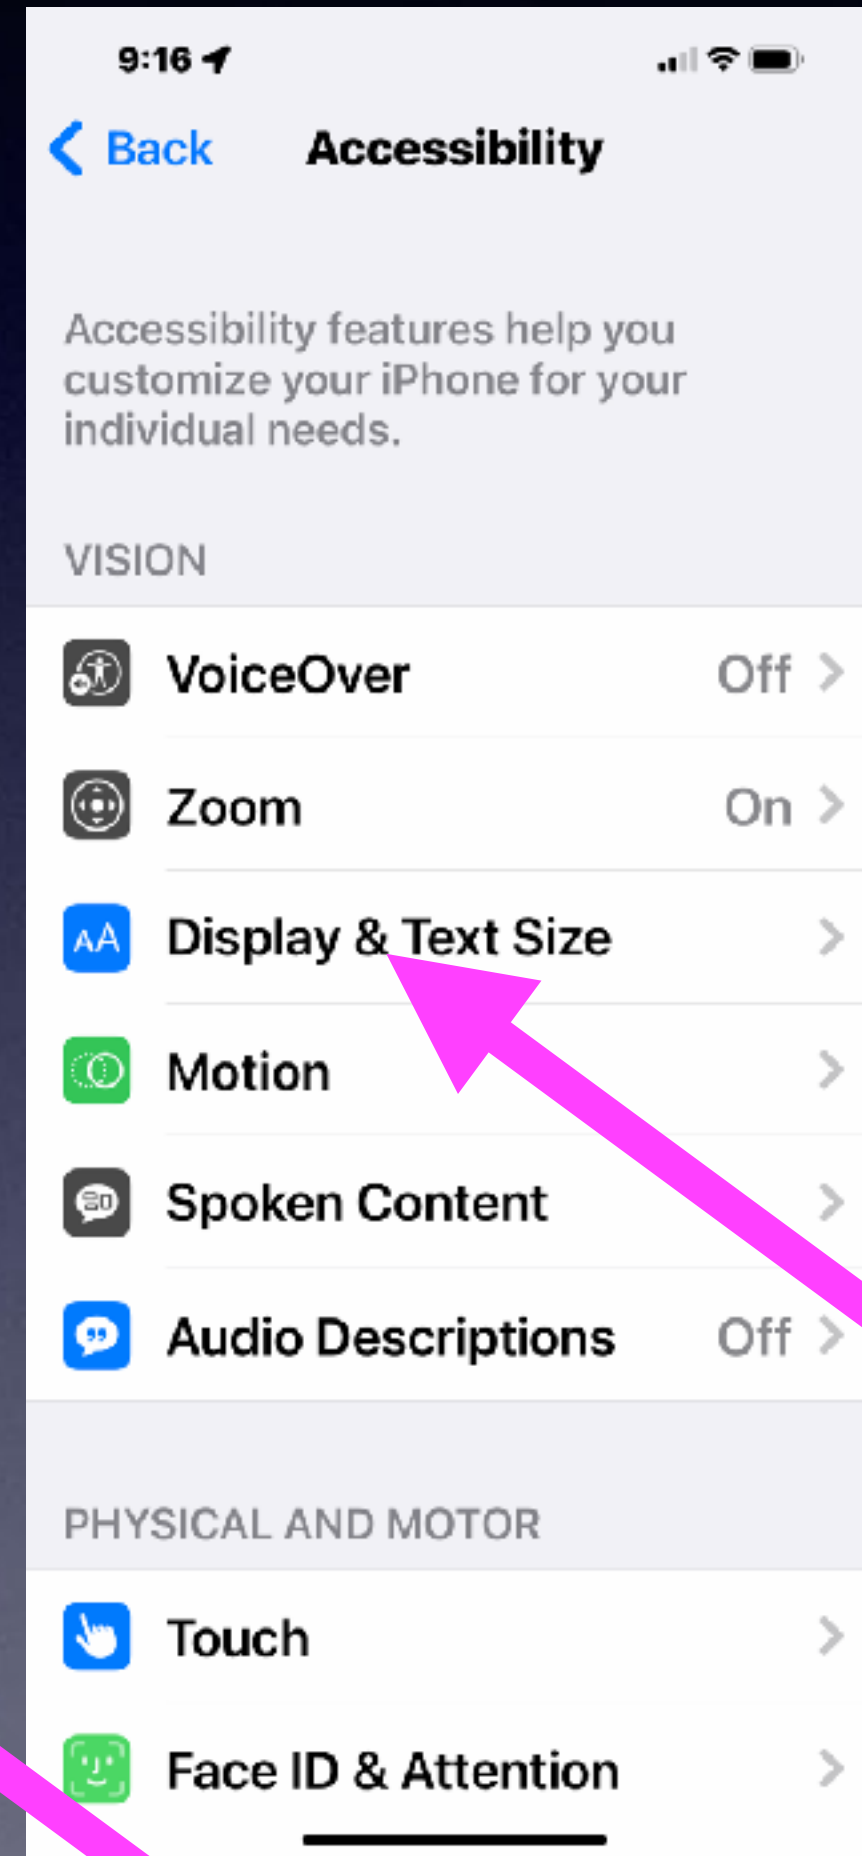 9:16
Back Accessibility
Accessibility features help you
customize your iPhone for your
individual needs.
VISION
VoiceOver Off
Zoom On
AA Display & Text Size
Motion
Spoken Content
Audio Descriptions Off
PHYSICAL AND MOTOR
Touch
Face ID & Attention